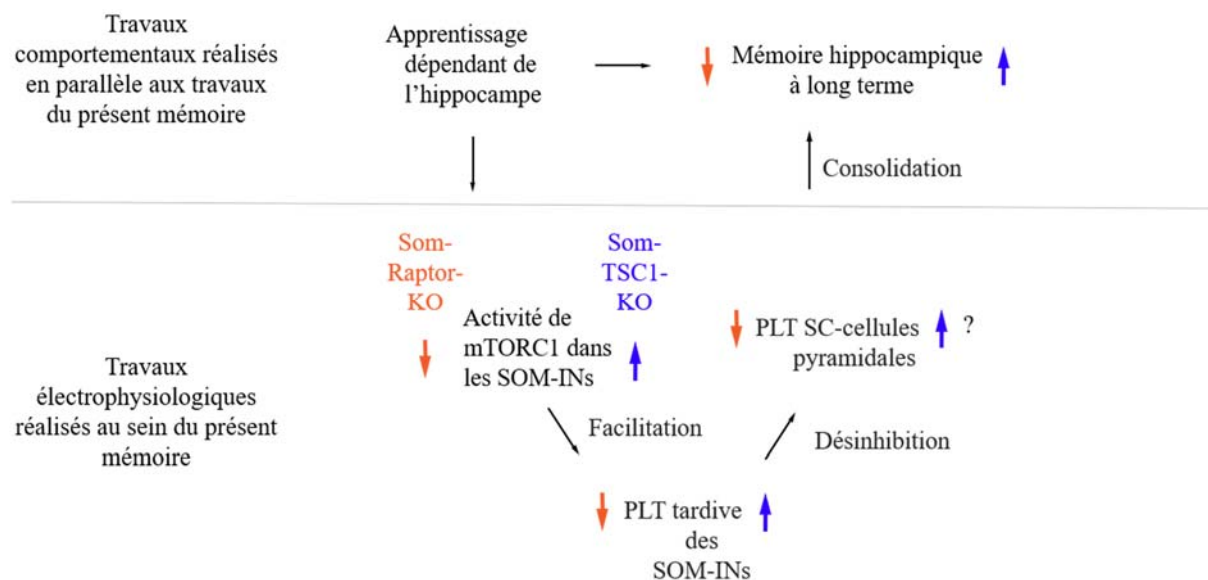 Travaux
comportementaux réalisés
en parallèle aux travaux
du présent mémoire
Apprentissage
dépendant de
l’hippocampe
Mémoire hippocampique
à long terme
Consolidation
Som-
Raptor-
KO
Som-
TSC1-
KO
Activité de
mTORC1 dans
les SOM-INs
PLT SC-cellules
pyramidales
?
Travaux
électrophysiologiques
réalisés au sein du présent
mémoire
Facilitation
Désinhibition
PLT tardive
des
SOM-INs